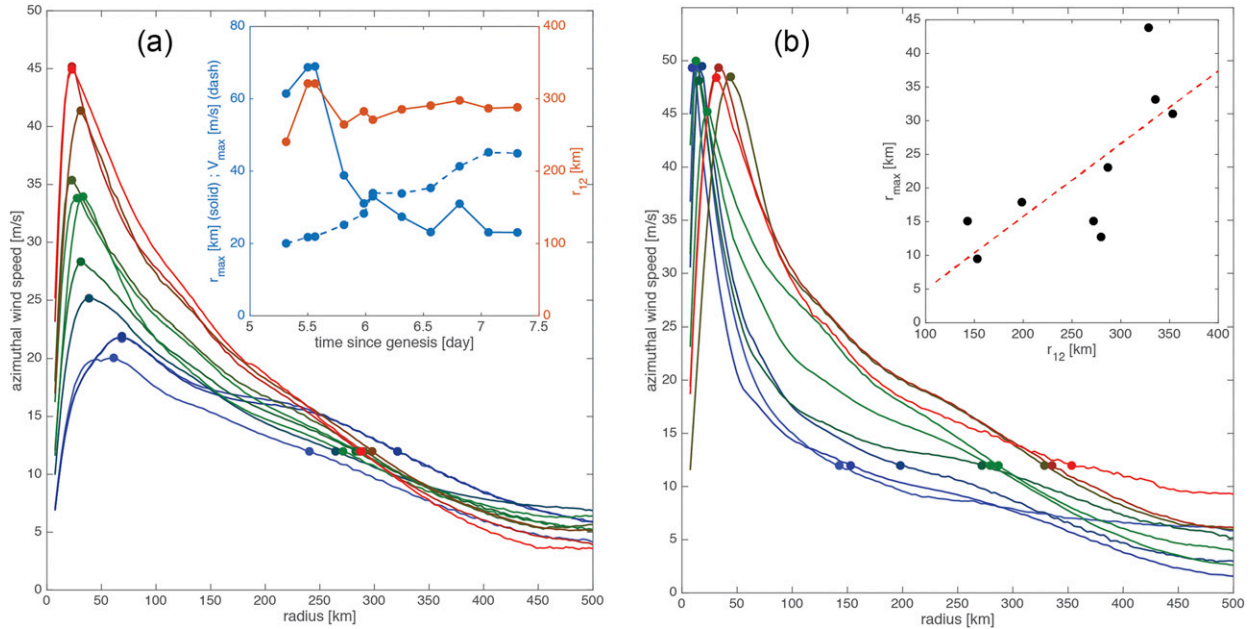 (a)
azimuthal wind speed [m/s]
50
45
40
35
30
25
20
15
10
5
0
0 50 100 150 200 250 300 350 400 450 500
radius [km]
r_max [km] (solid) ; V_max [m/s] (dash)
80
60
40
20
0
400
300
200
100
0
r_12 [km]
5 5.5 6 6.5 7 7.5
time since genesis [day]
(b)
azimuthal wind speed [m/s]
50
45
40
35
30
25
20
15
10
5
0
0 50 100 150 200 250 300 350 400 450 500
radius [km]
r_max [km]
45
40
35
30
25
20
15
10
5
0
100 150 200 250 300 350 400
r_12 [km]